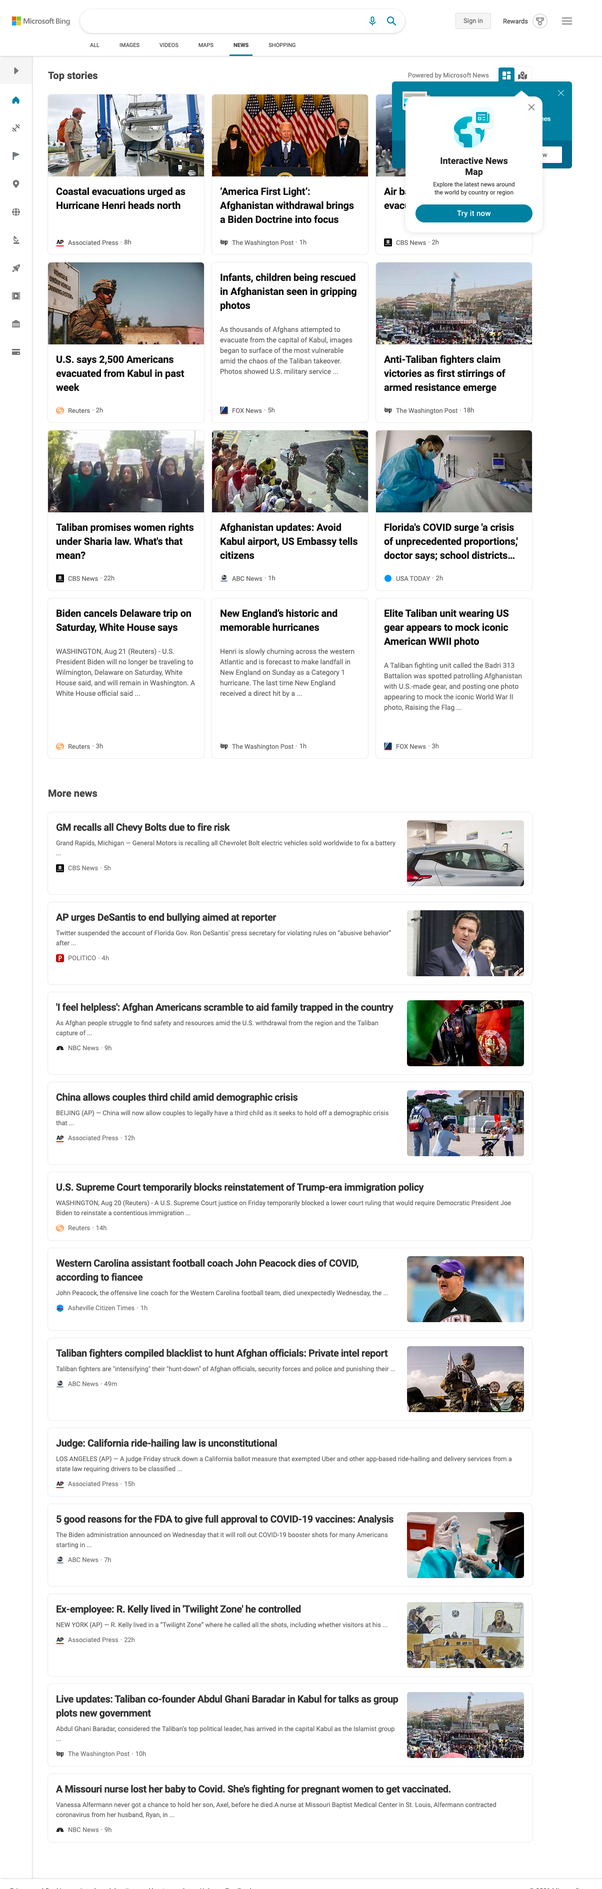 Microsoft Bing
Sign in
Rewards
ALL
IMAGES
VIDEOS
MAPS
NEWS
SHOPPING
Top stories
Powered by Microsoft News
Interactive News
Map
Explore the latest news around
the world by country or region
Try it now
Coastal evacuations urged as
Hurricane Henri heads north
AP Associated Press · 8h
'America First Light':
Afghanistan withdrawal brings
a Biden Doctrine into focus
wp The Washington Post · 1h
Air
CBS News · 2h
U.S. says 2,500 Americans
evacuated from Kabul in past
week
Reuters · 2h
Infants, children being rescued
in Afghanistan seen in gripping
photos
As thousands of Afghans attempted to
evacuate from the capital of Kabul, images
began to surface of the most vulnerable
amid the chaos of the Taliban takeover.
Photos showed U.S. military service ...
FOX News · 5h
Anti-Taliban fighters claim
victories as first stirrings of
armed resistance emerge
wp The Washington Post · 18h
Taliban promises women rights
under Sharia law. What's that
mean?
CBS News · 22h
Afghanistan updates: Avoid
Kabul airport, US Embassy tells
citizens
ABC News · 1h
Florida's COVID surge 'a crisis
of unprecedented proportions,'
doctor says; school districts...
USA TODAY · 2h
Biden cancels Delaware trip on
Saturday, White House says
WASHINGTON, Aug 21 (Reuters) - U.S.
President Biden will no longer be traveling to
Wilmington, Delaware on Saturday, White
House said, and will remain in Washington. A
White House official said ...
Reuters · 3h
New England's historic and
memorable hurricanes
Henri is slowly churning across the western
Atlantic and is forecast to make landfall in
New England on Sunday as a Category 1
hurricane. The last time New England
received a direct hit by a ...
wp The Washington Post · 1h
Elite Taliban unit wearing US
gear appears to mock iconic
American WWII photo
A Taliban fighting unit called the Badri 313
Battalion was spotted patrolling Afghanistan
with U.S.-made gear, and posting one photo
appearing to mock the iconic World War II
photo, Raising the Flag ...
FOX News · 3h
More news
GM recalls all Chevy Bolts due to fire risk
Grand Rapids, Michigan — General Motors is recalling all Chevrolet Bolt electric vehicles sold worldwide to fix a battery
...
CBS News · 5h
AP urges DeSantis to end bullying aimed at reporter
Twitter suspended the account of Florida Gov. Ron DeSantis' press secretary for violating rules on "abusive behavior"
after ...
P POLITICO · 4h
'I feel helpless': Afghan Americans scramble to aid family trapped in the country
As Afghan people struggle to find safety and resources amid the U.S. withdrawal from the region and the Taliban
capture of ...
NBC News · 9h
China allows couples third child amid demographic crisis
BEIJING (AP) — China will now allow couples to legally have a third child as it seeks to hold off a demographic crisis
that ...
AP Associated Press · 12h
U.S. Supreme Court temporarily blocks reinstatement of Trump-era immigration policy
WASHINGTON, Aug 20 (Reuters) - A U.S. Supreme Court justice on Friday temporarily blocked a lower court ruling that would require Democratic President Joe
Biden to reinstate a contentious immigration ...
Reuters · 14h
Western Carolina assistant football coach John Peacock dies of COVID,
according to fiancee
John Peacock, the offensive line coach for the Western Carolina football team, died unexpectedly Wednesday, the ...
Asheville Citizen Times · 1h
Taliban fighters compiled blacklist to hunt Afghan officials: Private intel report
Taliban fighters are "intensifying" their "hunt-down" of Afghan officials, security forces and police and punishing their ...
ABC News · 49m
Judge: California ride-hailing law is unconstitutional
LOS ANGELES (AP) — A judge Friday struck down a California ballot measure that exempted Uber and other app-based ride-hailing and delivery services from a
state law requiring drivers to be classified ...
AP Associated Press · 15h
5 good reasons for the FDA to give full approval to COVID-19 vaccines: Analysis
The Biden administration announced on Wednesday that it will roll out COVID-19 booster shots for many Americans
starting in ...
ABC News · 7h
Ex-employee: R. Kelly lived in 'Twilight Zone' he controlled
NEW YORK (AP) — R. Kelly lived in a "Twilight Zone" where he called all the shots, including whether visitors at his ...
AP Associated Press · 22h
Live updates: Taliban co-founder Abdul Ghani Baradar in Kabul for talks as group
plots new government
Abdul Ghani Baradar, considered the Taliban's top political leader, has arrived in the capital Kabul as the Islamist group
...
wp The Washington Post · 10h
A Missouri nurse lost her baby to Covid. She's fighting for pregnant women to get vaccinated.
Vanessa Alfermann never got a chance to hold her son, Axel, before he died.A nurse at Missouri Baptist Medical Center in St. Louis, Alfermann contracted
coronavirus from her husband, Ryan, in ...
NBC News · 9h